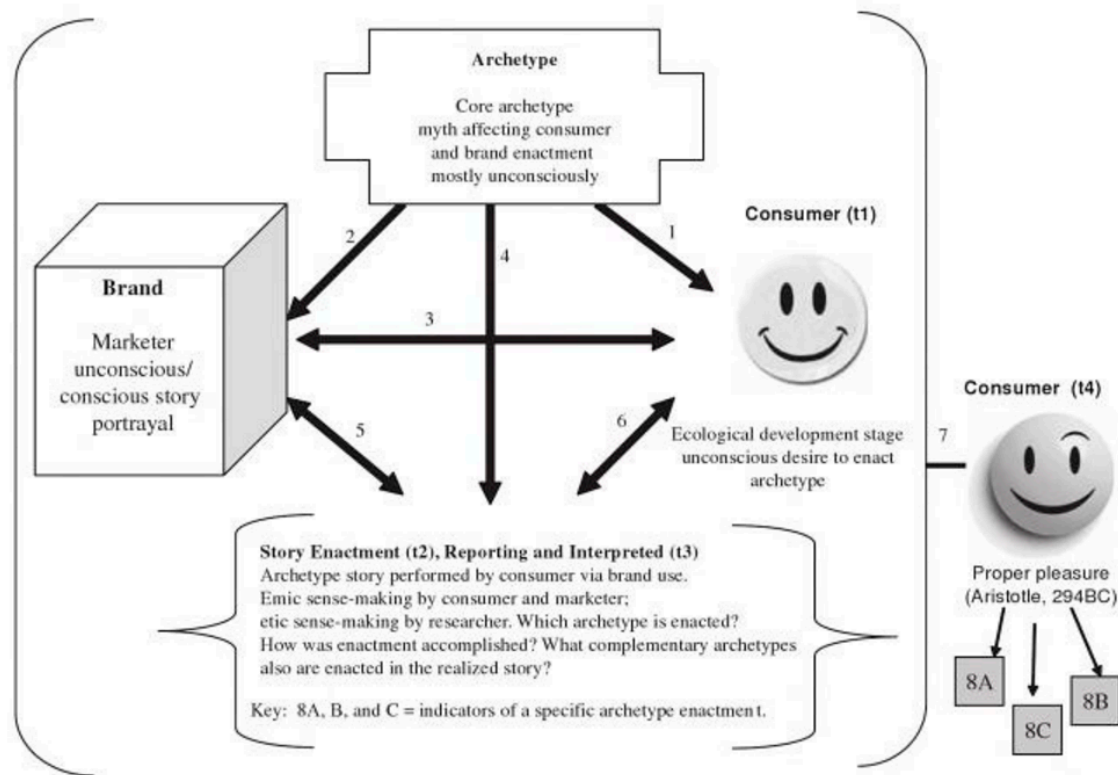 Archetype
Core archetype
myth affecting consumer
and brand enactment
mostly unconsciously
Consumer (t1)
2
1
4
3
Brand
Marketer
unconscious/
conscious story
portrayal
5
6
Ecological development stage
unconscious desire to enact
archetype
7
Consumer (t4)
Story Enactment (t2), Reporting and Interpreted (t3)
Archetype story performed by consumer via brand use.
Emic sense-making by consumer and marketer;
etic sense-making by researcher. Which archetype is enacted?
How was enactment accomplished? What complementary archetypes
also are enacted in the realized story?
Key: 8A, B, and C = indicators of a specific archetype enactment.
Proper pleasure
(Aristotle, 294BC)
8A
8C
8B